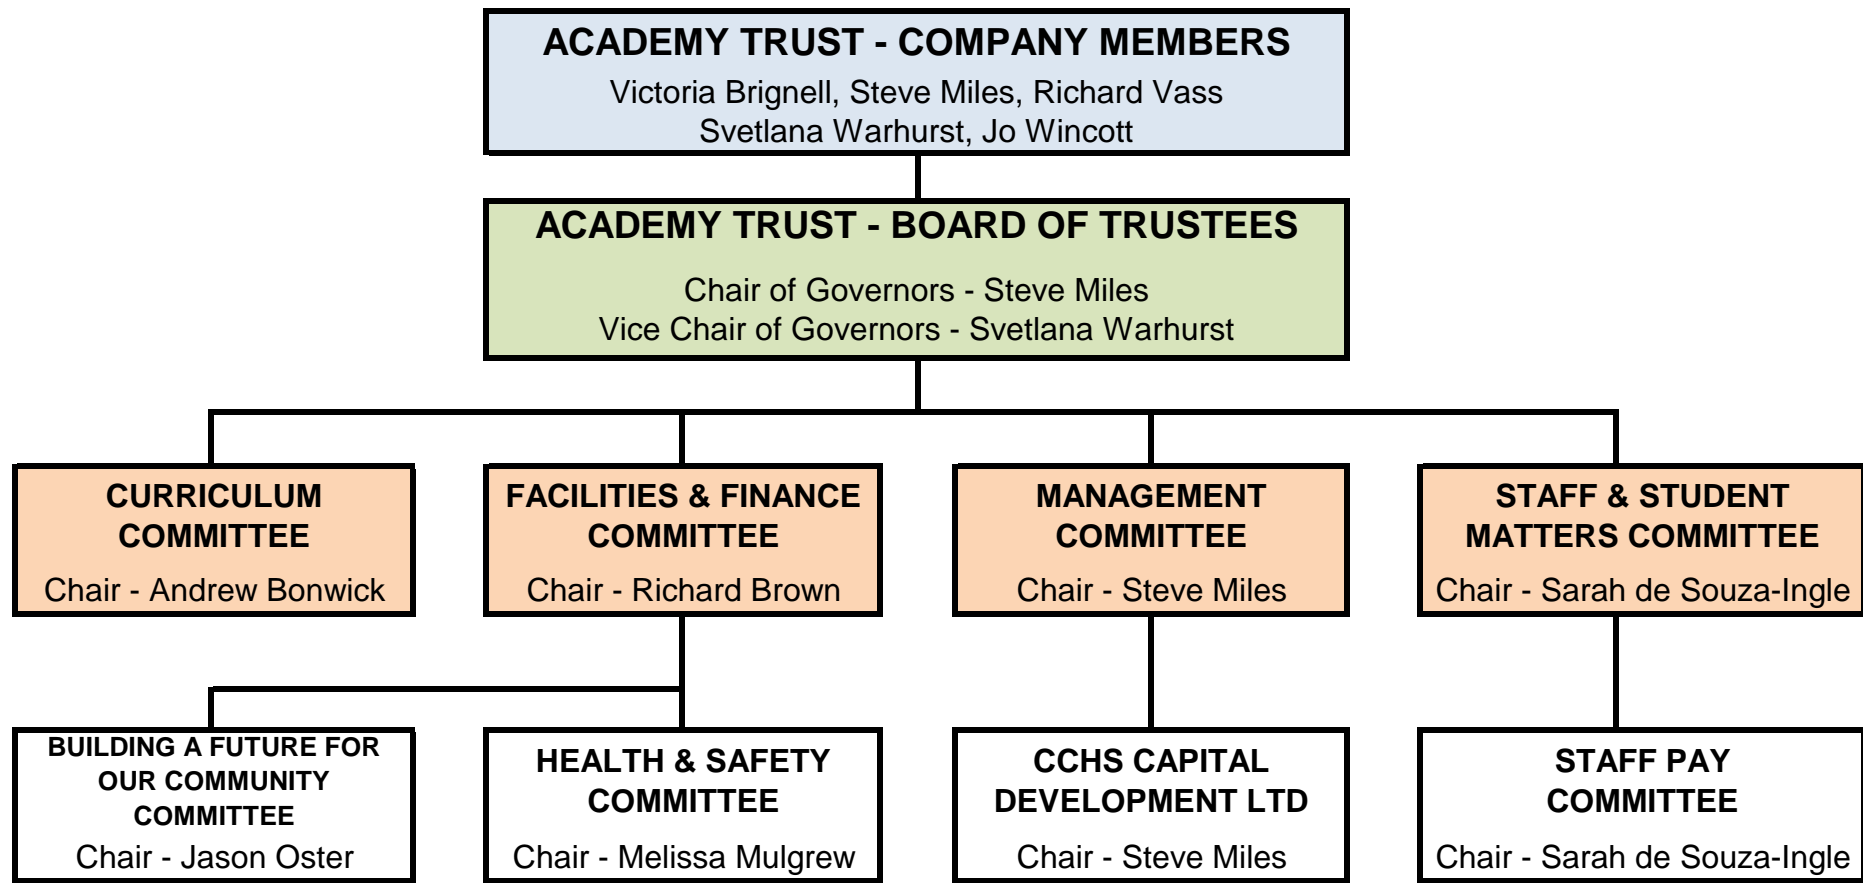 ACADEMY TRUST - COMPANY MEMBERS
Victoria Brignell, Steve Miles, Richard Vass
Svetlana Warhurst, Jo Wincott
ACADEMY TRUST - BOARD OF TRUSTEES
Chair of Governors - Steve Miles
Vice Chair of Governors - Svetlana Warhurst
CURRICULUM
COMMITTEE
Chair - Andrew Bonwick
FACILITIES & FINANCE
COMMITTEE
Chair - Richard Brown
MANAGEMENT
COMMITTEE
Chair - Steve Miles
STAFF & STUDENT
MATTERS COMMITTEE
Chair - Sarah de Souza-Ingle
BUILDING A FUTURE FOR
OUR COMMUNITY
COMMITTEE
Chair - Jason Oster
HEALTH & SAFETY
COMMITTEE
Chair - Melissa Mulgrew
CCHS CAPITAL
DEVELOPMENT LTD
Chair - Steve Miles
STAFF PAY
COMMITTEE
Chair - Sarah de Souza-Ingle